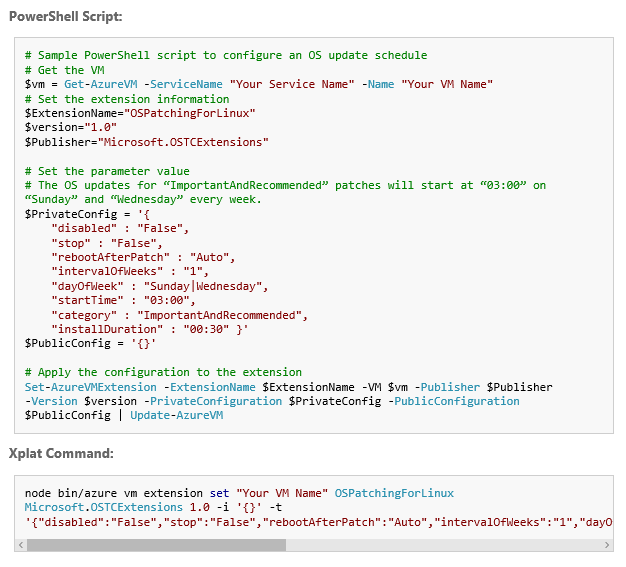 PowerShell Script:
# Sample PowerShell script to configure an OS update schedule
# Get the VM
$vm = Get-AzureVM -ServiceName "Your Service Name" -Name "Your VM Name"
# Set the extension information
$ExtensionName="OSPatchingForLinux"
$version="1.0"
$Publisher="Microsoft.OSTCExtensions"
# Set the parameter value
# The OS updates for “ImportantAndRecommended” patches will start at “03:00” on
“Sunday” and “Wednesday” every week.
$PrivateConfig = '{
"disabled" : "False",
"stop" : "False",
"rebootAfterPatch" : "Auto",
"intervalOfWeeks" : "1",
"dayOfWeek" : "Sunday|Wednesday",
"startTime" : "03:00",
"category" : "ImportantAndRecommended",
"installDuration" : "00:30" }'
$PublicConfig = '{}'
# Apply the configuration to the extension
Set-AzureVMExtension -ExtensionName $ExtensionName -VM $vm -Publisher $Publisher
-Version $version -PrivateConfiguration $PrivateConfig -PublicConfiguration
$PublicConfig | Update-AzureVM
Xplat Command:
node bin/azure vm extension set "Your VM Name" OSPatchingForLinux
Microsoft.OSTCExtensions 1.0 -i '{}' -t
'{"disabled":"False","stop":"False","rebootAfterPatch":"Auto","intervalOfWeeks":"1","dayO